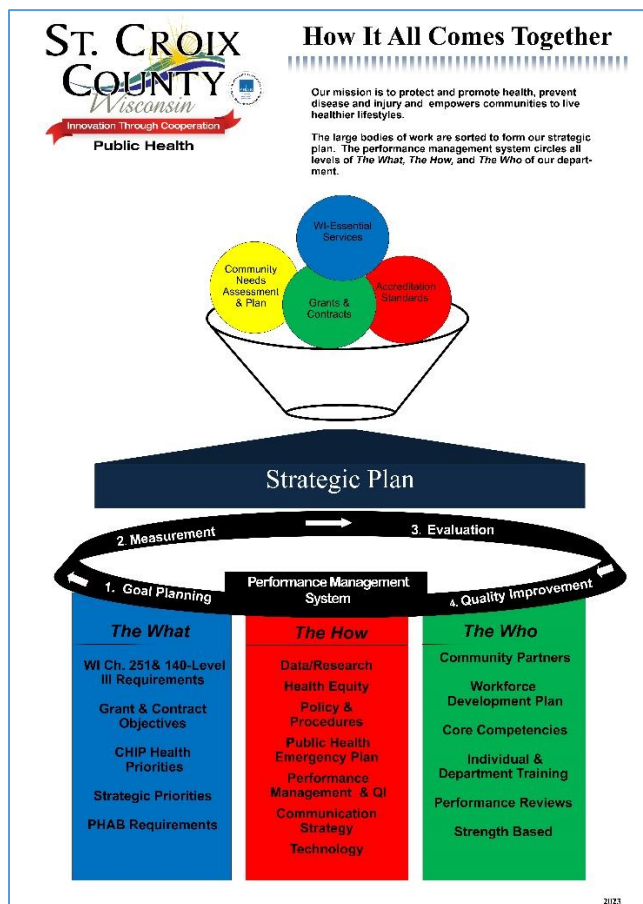 ST. CROIX
COUNTY
Wisconsin
Innovation Through Cooperation
Public Health
How It All Comes Together
Our mission is to protect and promote health, prevent
disease and injury and empowers communities to live
healthier lifestyles.
The large bodies of work are sorted to form our strategic
plan. The performance management system circles all
levels of The What, The How, and The Who of our depart-
ment.
WI-Essential
Services
Community
Needs
Assessment
& Plan
Grants &
Contracts
Accreditation
Standards
Strategic Plan
2. Measurement
3. Evaluation
1. Goal Planning
Performance Management
System
4. Quality Improvement
The What
WI Ch. 251& 140-Level
III Requirements
Grant & Contract
Objectives
CHIP Health
Priorities
Strategic Priorities
PHAB Requirements
The How
Data/Research
Health Equity
Policy &
Procedures
Public Health
Emergency Plan
Performance
Management & QI
Communication
Strategy
Technology
The Who
Community Partners
Workforce
Development Plan
Core Competencies
Individual &
Department Training
Performance Reviews
Strength Based
2023